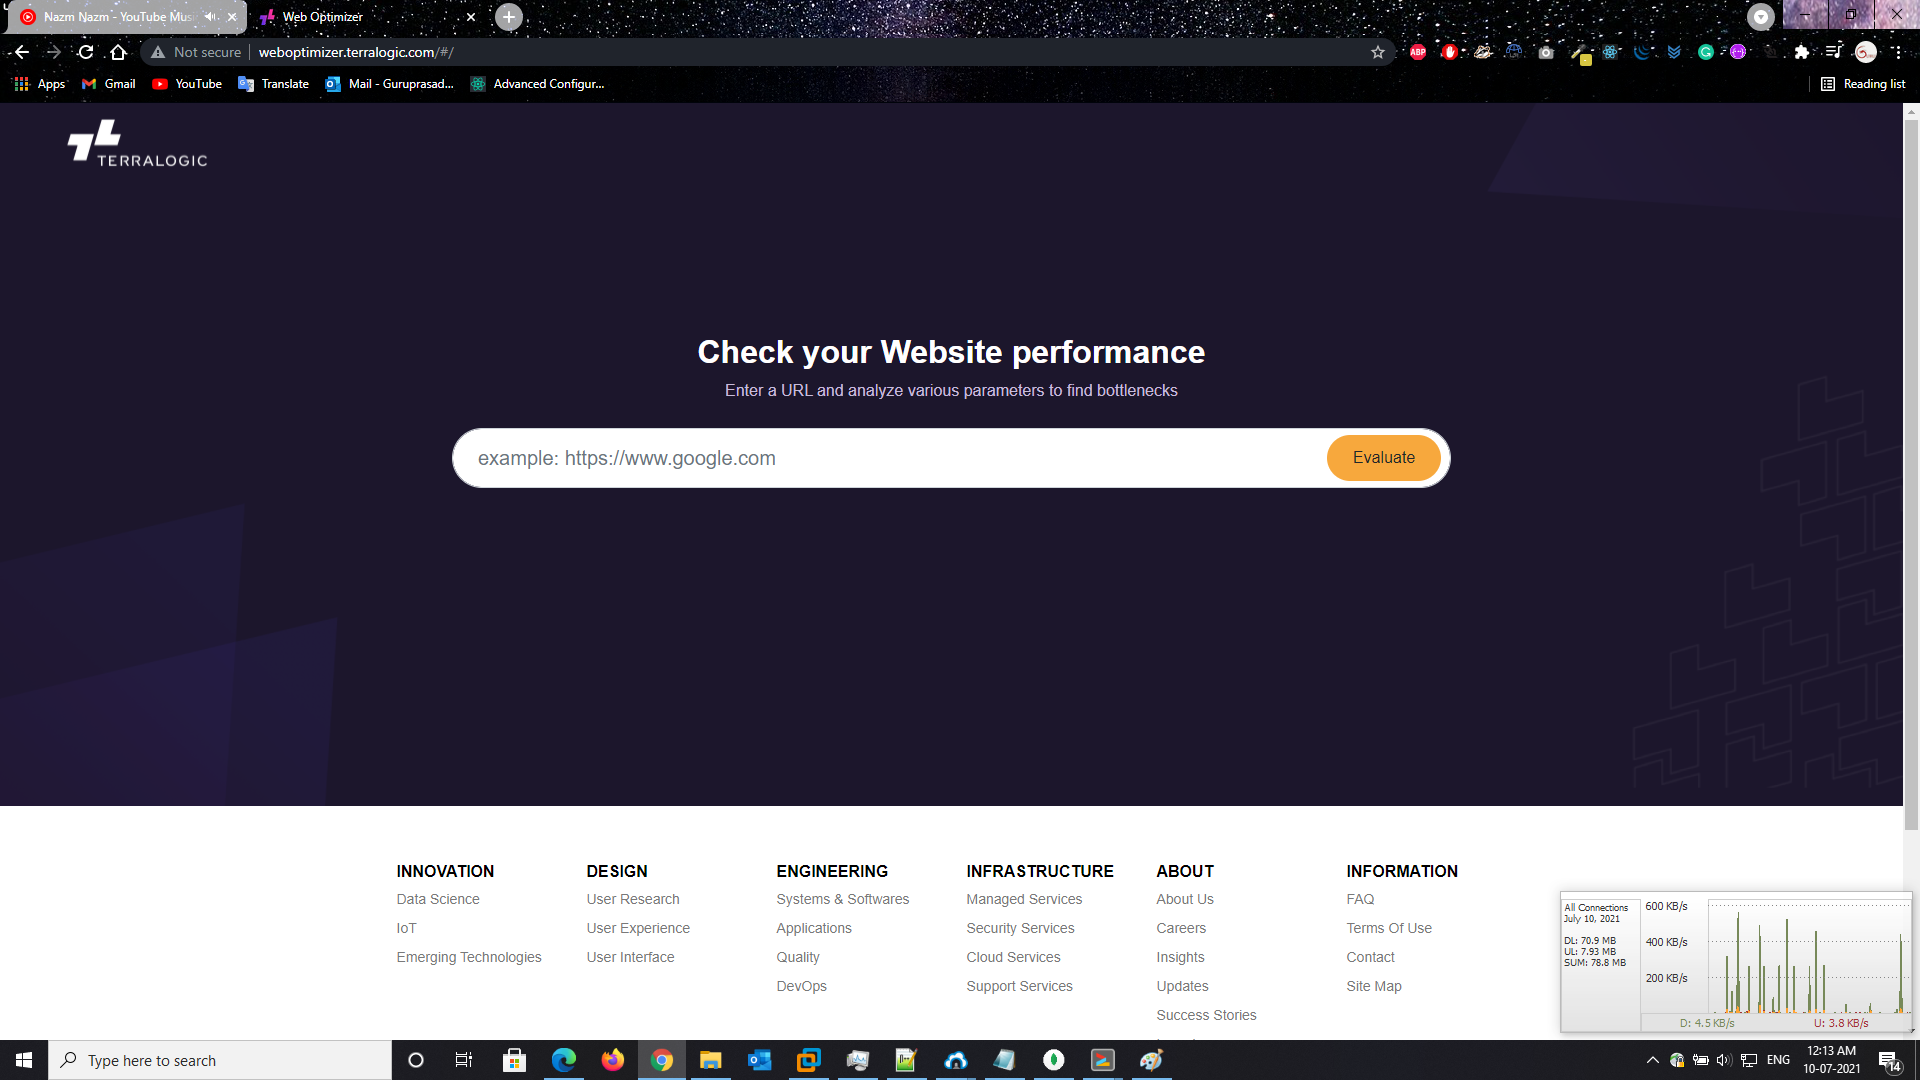 Nazm Nazm - YouTube Mus
Web Optimizer
Not secure
weboptimizer.terralogic.com/#/
Apps
Gmail
YouTube
Translate
Mail - Guruprasad...
Advanced Configur...
Reading list
TERRALOGIC
Check your Website performance
Enter a URL and analyze various parameters to find bottlenecks
example: https://www.google.com
Evaluate
INNOVATION
Data Science
IoT
Emerging Technologies
DESIGN
User Research
User Experience
User Interface
ENGINEERING
Systems & Softwares
Applications
Quality
DevOps
INFRASTRUCTURE
Managed Services
Security Services
Cloud Services
Support Services
ABOUT
About Us
Careers
Insights
Updates
Success Stories
INFORMATION
FAQ
Terms Of Use
Contact
Site Map
All Connections
July 10, 2021
DL: 70.9 MB
UL: 7.93 MB
SUM: 78.8 MB
600 KB/s
400 KB/s
200 KB/s
D: 4.5 KB/s
U: 3.8 KB/s
Type here to search
ENG
12:13 AM
10-07-2021
14